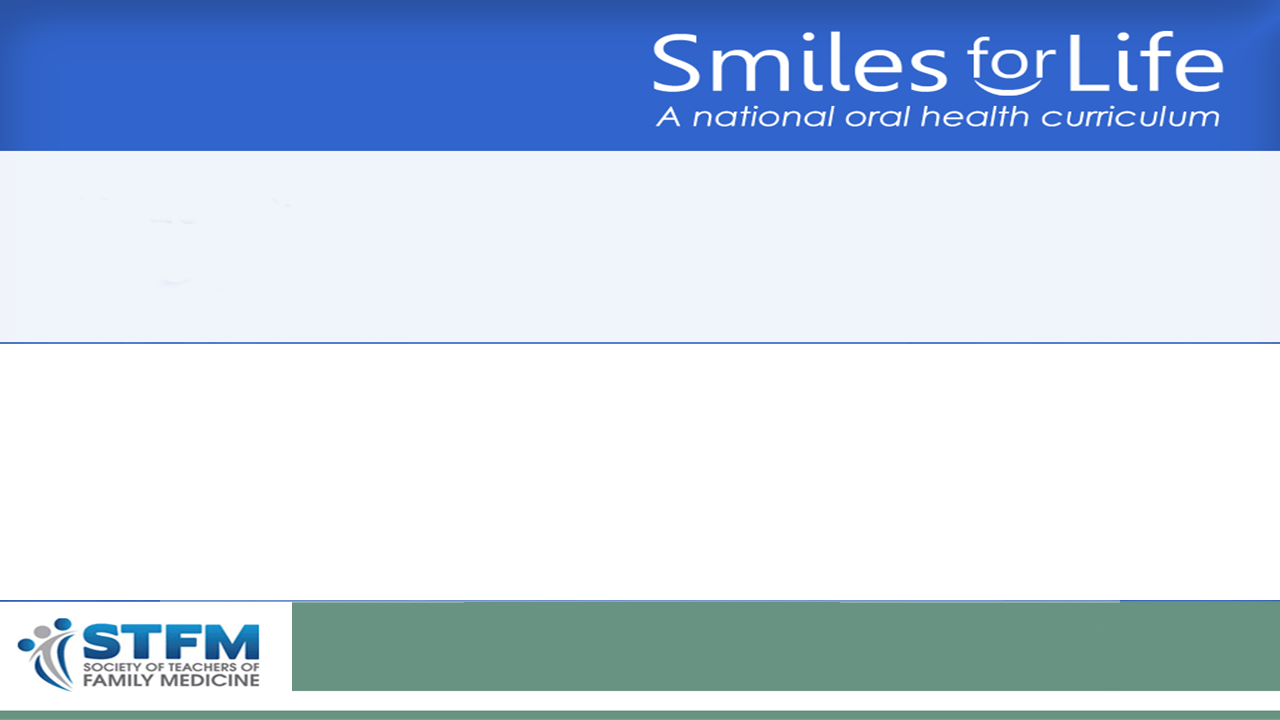 Smiles for Life
A national oral health curriculum
STFM
SOCIETY OF TEACHERS OF
FAMILY MEDICINE